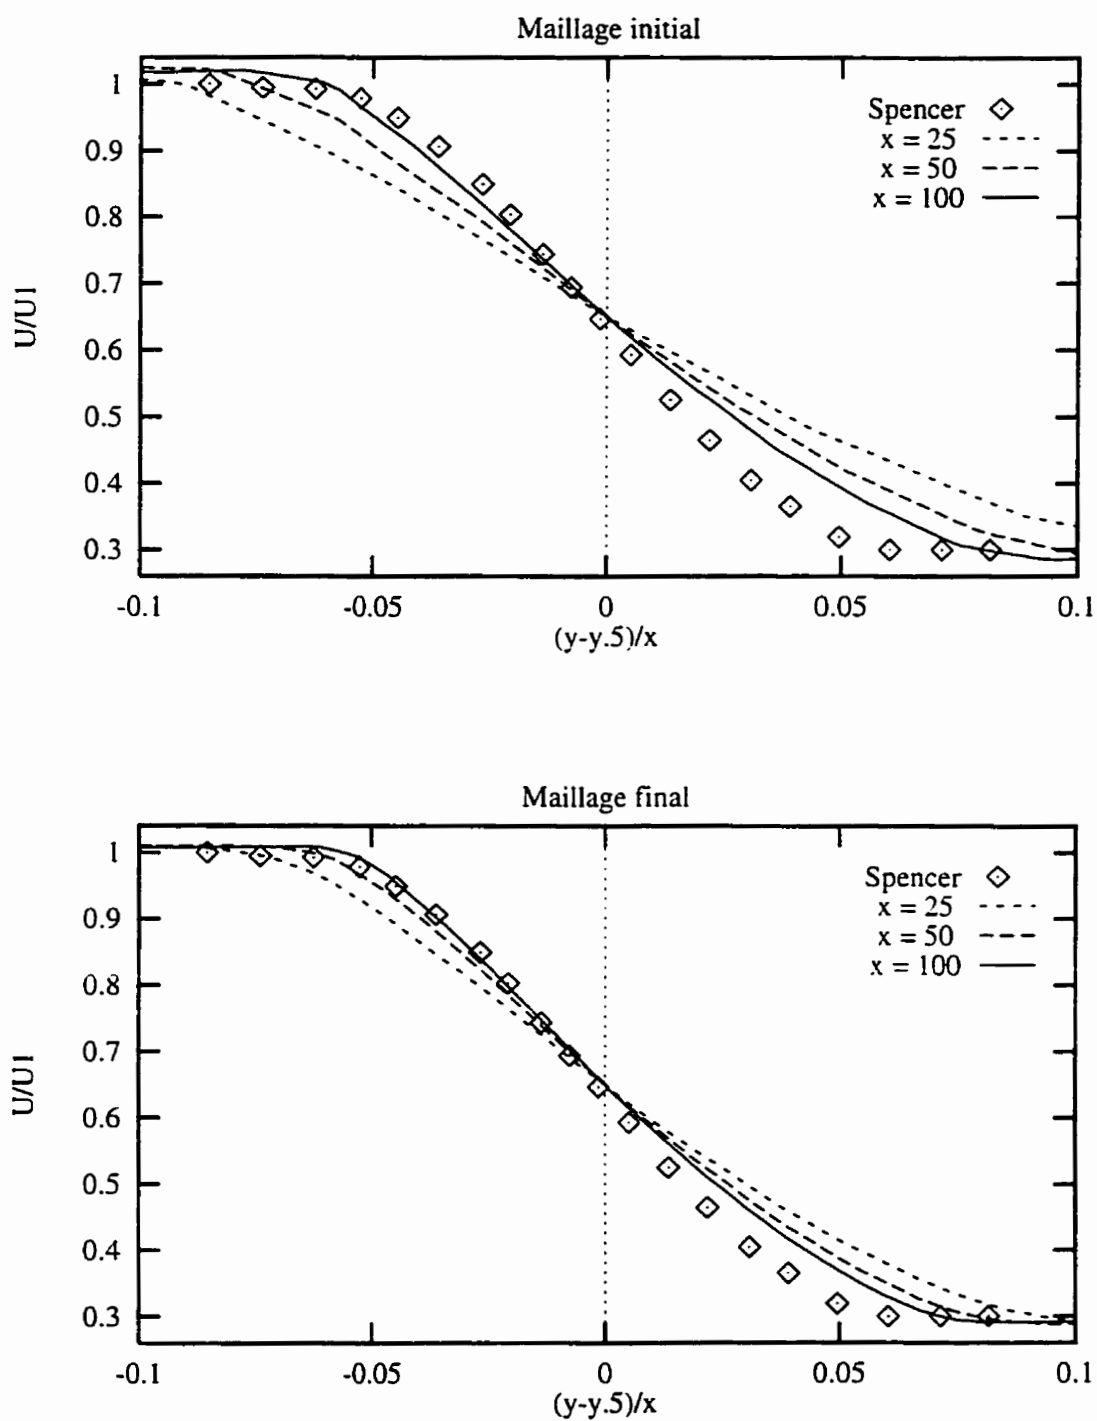 Maillage initial
1
0.9
0.8
0.7
0.6
0.5
0.4
0.3
U/U1
Spencer
x = 25
x = 50
x = 100
-0.1
-0.05
0
0.05
0.1
(y-y.5)/x
Maillage final
1
0.9
0.8
0.7
0.6
0.5
0.4
0.3
U/U1
Spencer
x = 25
x = 50
x = 100
-0.1
-0.05
0
0.05
0.1
(y-y.5)/x